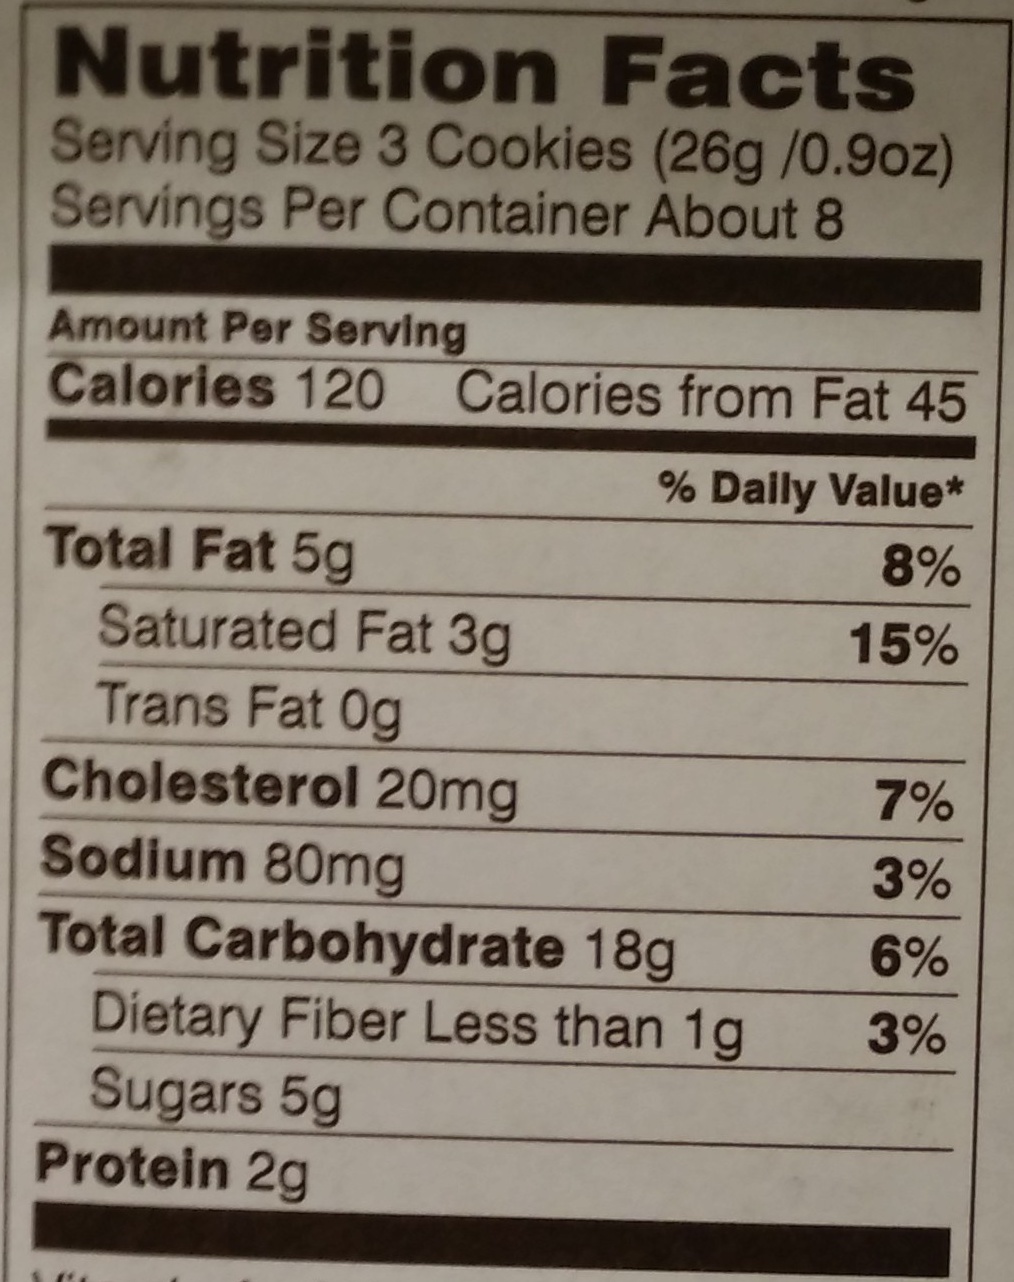 Nutrition Facts
Serving Size 3 Cookies (26g /0.9oz)
Servings Per Container About 8
Amount Per Serving
Calories 120 Calories from Fat 45
% Daily Value*
Total Fat 5g 8%
Saturated Fat 3g 15%
Trans Fat 0g
Cholesterol 20mg 7%
Sodium 80mg 3%
Total Carbohydrate 18g 6%
Dietary Fiber Less than 1g 3%
Sugars 5g
Protein 2g